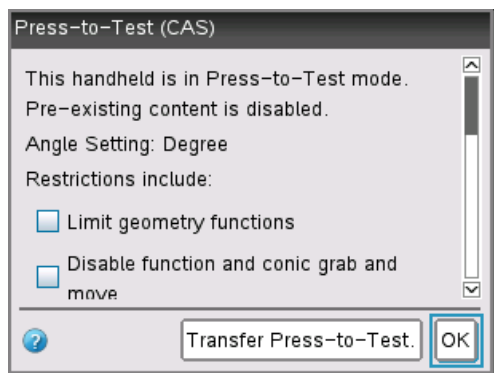 Press-to-Test (CAS)
This handheld is in Press-to-Test mode.
Pre-existing content is disabled.
Angle Setting: Degree
Restrictions include:
Limit geometry functions
Disable function and conic grab and
move
?
Transfer Press-to-Test.
OK